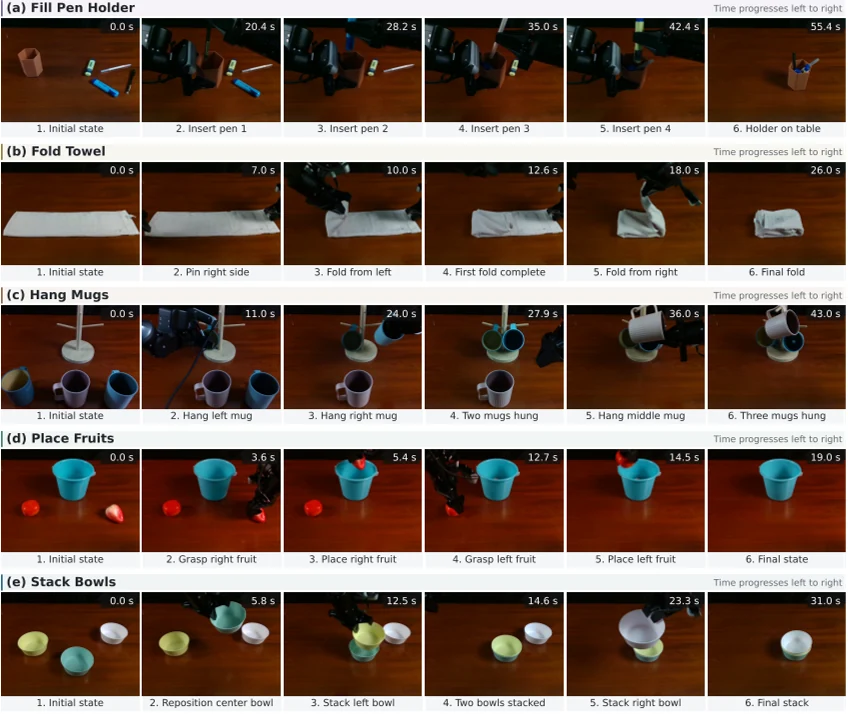 (a) Fill Pen Holder Time progresses left to right
0.0 s 20.4 s 28.2 s 35.0 s 42.4 s 55.4 s
1. Initial state 2. Insert pen 1 3. Insert pen 2 4. Insert pen 3 5. Insert pen 4 6. Holder on table
(b) Fold Towel Time progresses left to right
0.0 s 7.0 s 10.0 s 12.6 s 18.0 s 26.0 s
1. Initial state 2. Pin right side 3. Fold from left 4. First fold complete 5. Fold from right 6. Final fold
(c) Hang Mugs Time progresses left to right
0.0 s 11.0 s 24.0 s 27.9 s 36.0 s 43.0 s
1. Initial state 2. Hang left mug 3. Hang right mug 4. Two mugs hung 5. Hang middle mug 6. Three mugs hung
(d) Place Fruits Time progresses left to right
0.0 s 3.6 s 5.4 s 12.7 s 14.5 s 19.0 s
1. Initial state 2. Grasp right fruit 3. Place right fruit 4. Grasp left fruit 5. Place left fruit 6. Final state
(e) Stack Bowls Time progresses left to right
0.0 s 5.8 s 12.5 s 14.6 s 23.3 s 31.0 s
1. Initial state 2. Reposition center bowl 3. Stack left bowl 4. Two bowls stacked 5. Stack right bowl 6. Final stack